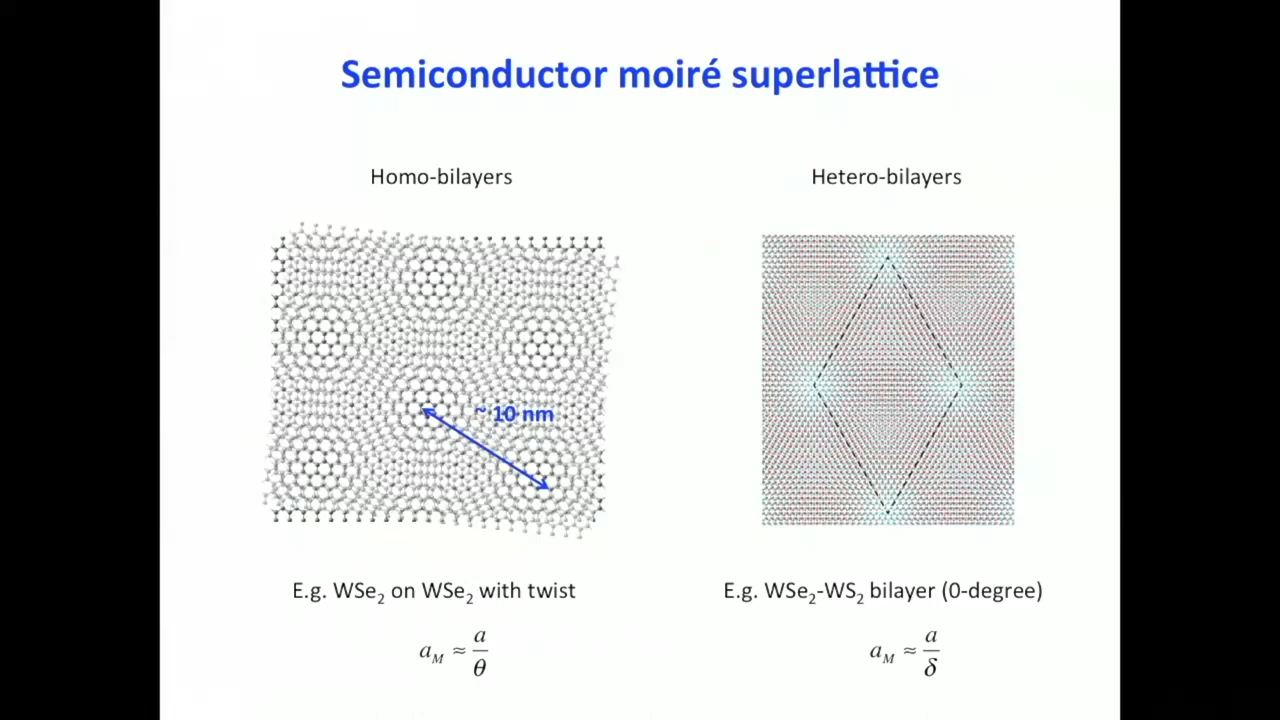 Semiconductor moiré superlattice
Homo-bilayers
Hetero-bilayers
~ 10 nm
E.g. WSe₂ on WSe₂ with twist
E.g. WSe₂-WS₂ bilayer (0-degree)
a_M ≈ a/θ
a_M ≈ a/δ